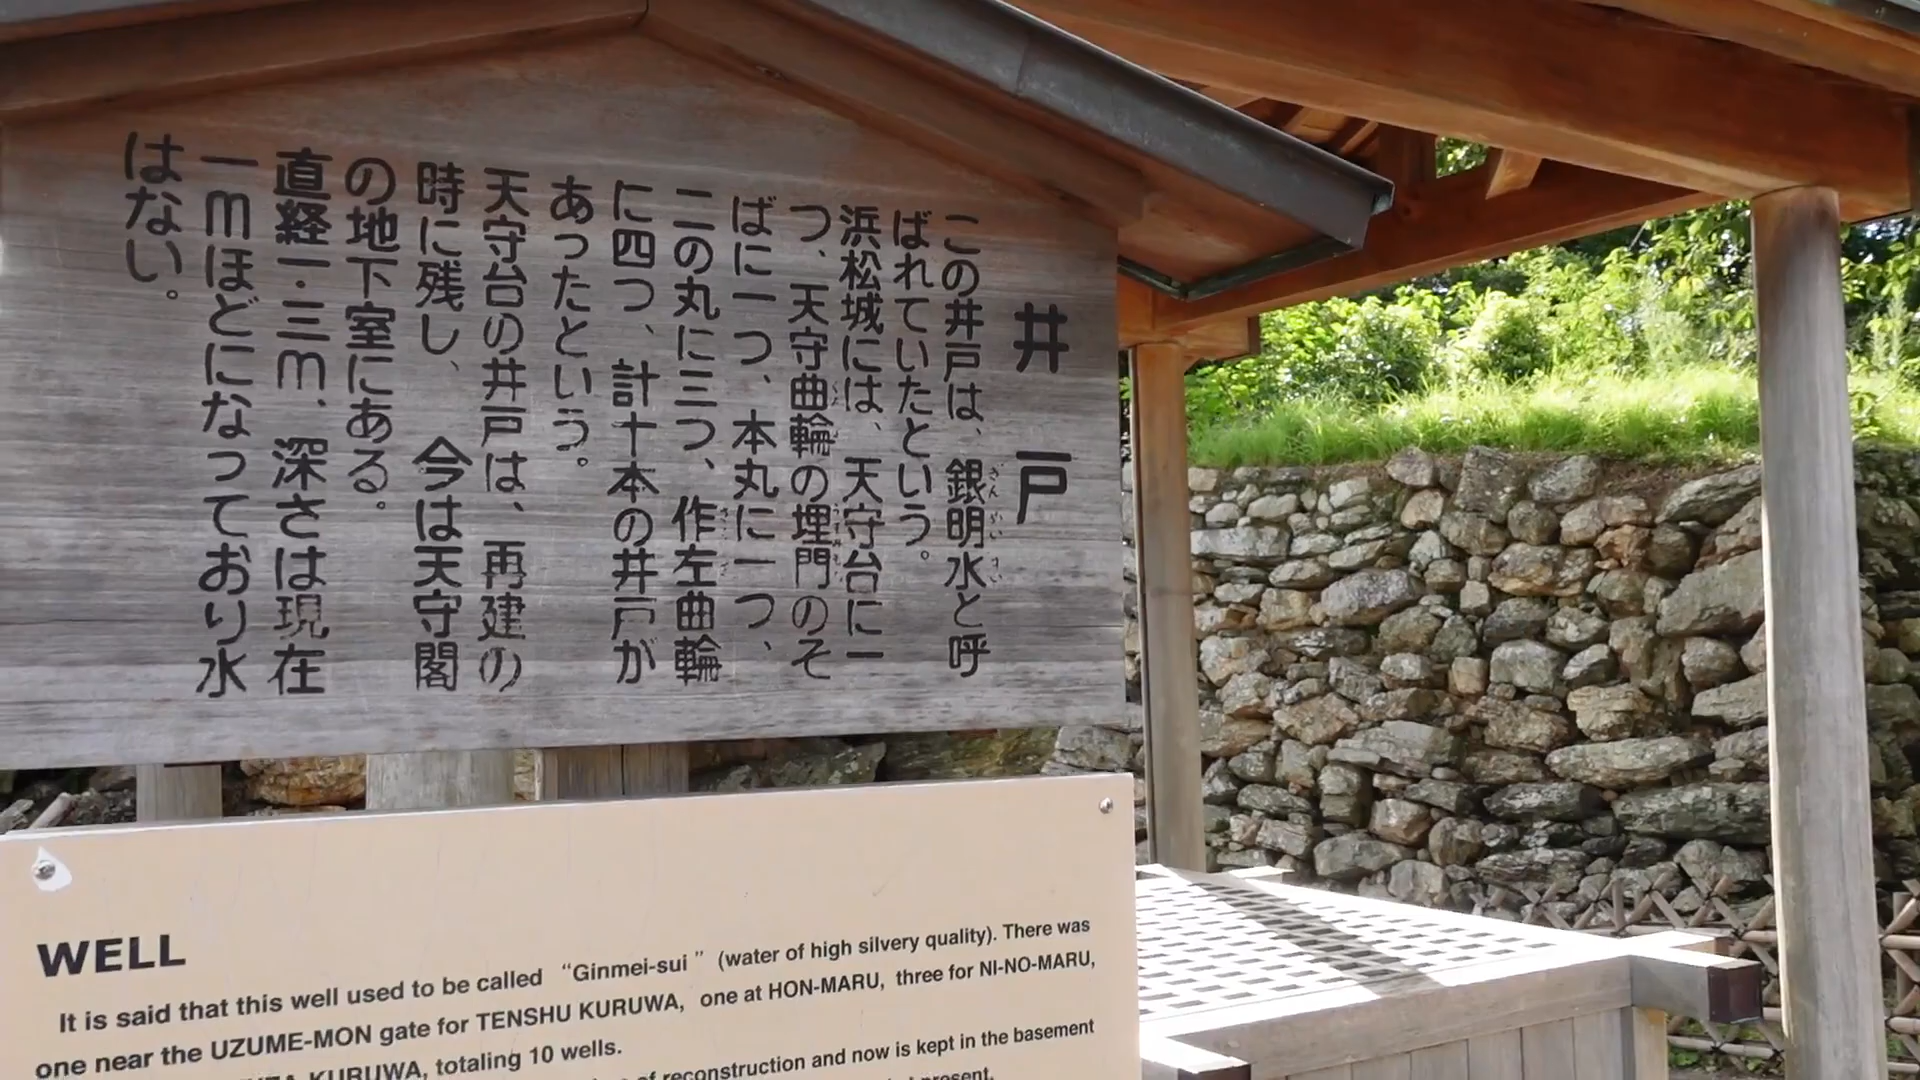 井戸
この井戸は、銀明水と呼
ばれていたという。
浜松城には、天守台に一
つ、天守曲輪の埋門のそ
ばに一つ、本丸に一つ、
二の丸に三つ、作左曲輪
に四つ、計十本の井戸が
あったという。
天守台の井戸は、再建の
時に残し、今は天守閣
の地下室にある。
直経一・三m、深さは現在
一mほどになっており水
はない。
WELL
It is said that this well used to be called “Ginmei-sui ” (water of high silvery quality). There was
one near the UZUME-MON gate for TENSHU KURUWA, one at HON-MARU, three for NI-NO-MARU,
KURUWA, totaling 10 wells.
of reconstruction and now is kept in the basement
present.